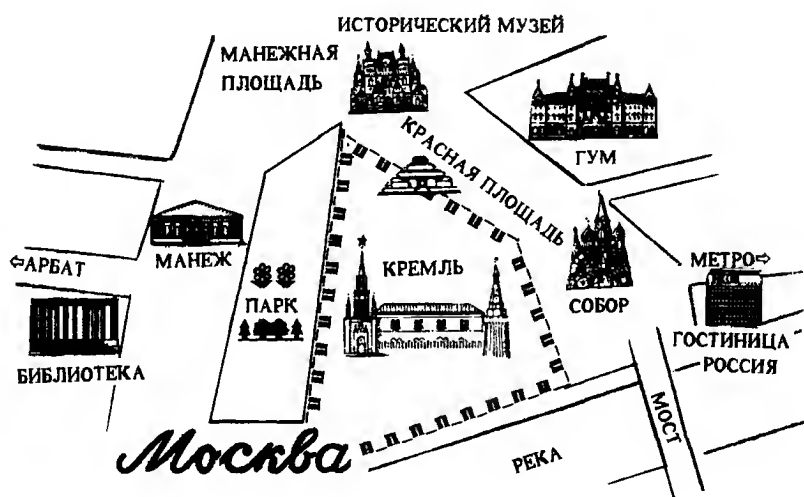 ИСТОРИЧЕСКИЙ МУЗЕЙ
МАНЕЖНАЯ
ПЛОЩАДЬ
КРАСНАЯ ПЛОЩАДЬ
ГУМ
⇦АРБАТ
МАНЕЖ
ПАРК
КРЕМЛЬ
СОБОР
МЕТРО⇨
БИБЛИОТЕКА
ГОСТИНИЦА
РОССИЯ
МОСТ
РЕКА
Москва